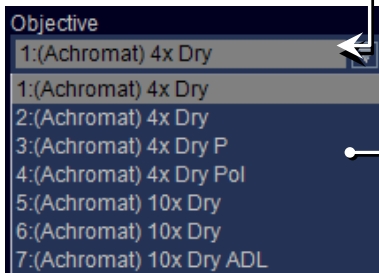 Objective
1:(Achromat) 4x Dry
1:(Achromat) 4x Dry
2:(Achromat) 4x Dry
3:(Achromat) 4x Dry P
4:(Achromat) 4x Dry Pol
5:(Achromat) 10x Dry
6:(Achromat) 10x Dry
7:(Achromat) 10x Dry ADL